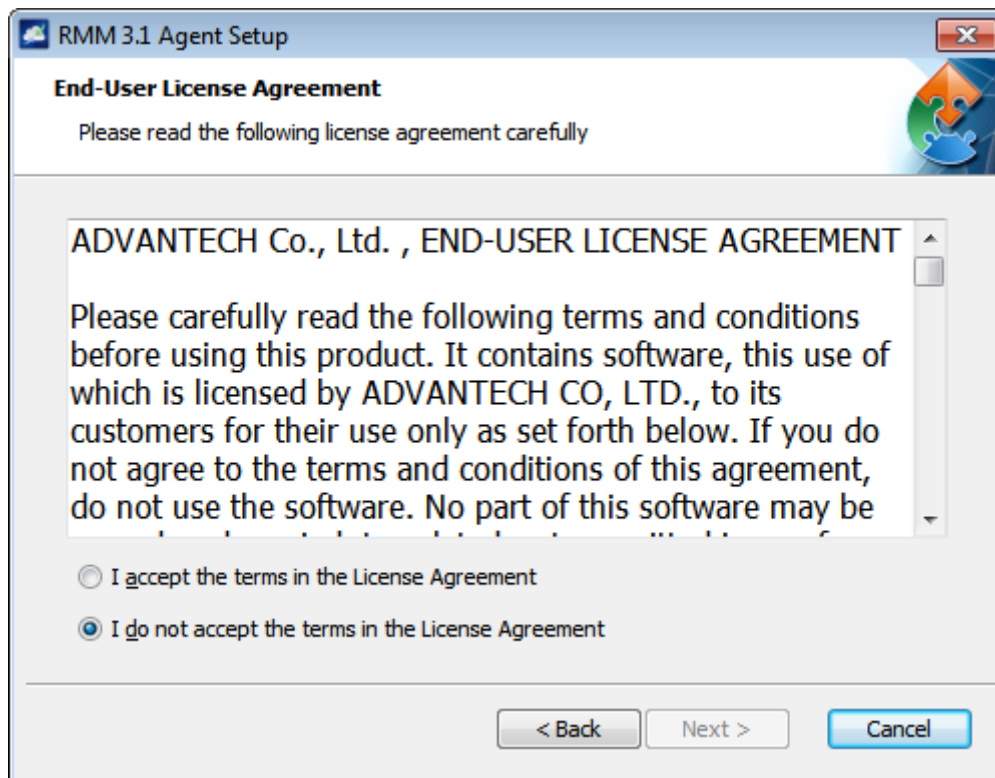 RMM 3.1 Agent Setup
End-User License Agreement
Please read the following license agreement carefully
ADVANTECH Co., Ltd. , END-USER LICENSE AGREEMENT
Please carefully read the following terms and conditions
before using this product. It contains software, this use of
which is licensed by ADVANTECH CO, LTD., to its
customers for their use only as set forth below. If you do
not agree to the terms and conditions of this agreement,
do not use the software. No part of this software may be
I accept the terms in the License Agreement
I do not accept the terms in the License Agreement
< Back
Next >
Cancel